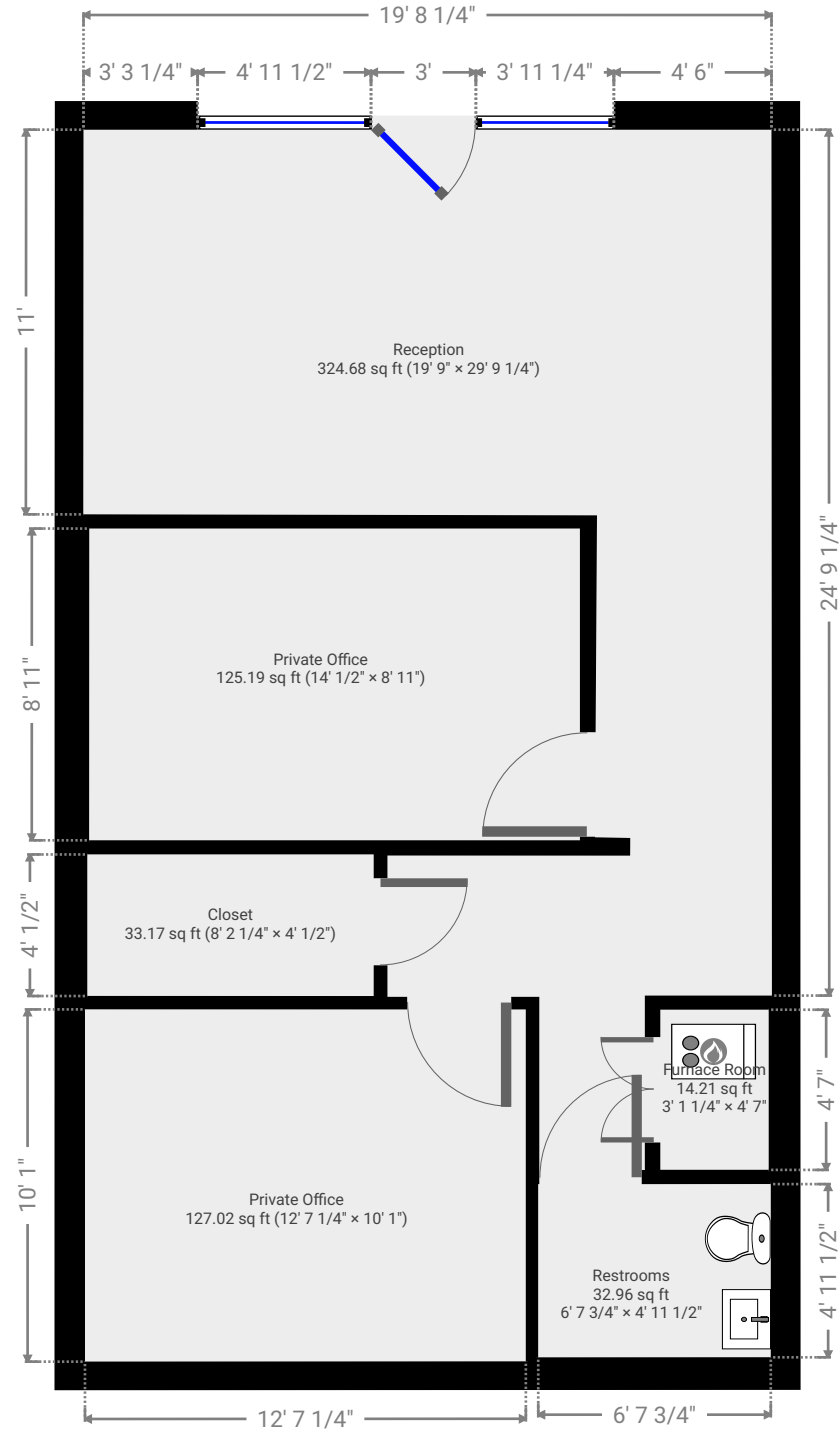 19' 8 1/4"
3' 3 1/4"
4' 11 1/2"
3'
3' 11 1/4"
4' 6"
11'
Reception
324.68 sq ft (19' 9" × 29' 9 1/4")
24' 9 1/4"
8' 11"
Private Office
125.19 sq ft (14' 1/2" × 8' 11")
4' 1/2"
Closet
33.17 sq ft (8' 2 1/4" × 4' 1/2")
Furnace Room
14.21 sq ft
3' 1 1/4" × 4' 7"
4' 7"
10' 1"
Private Office
127.02 sq ft (12' 7 1/4" × 10' 1")
Restrooms
32.96 sq ft
6' 7 3/4" × 4' 11 1/2"
4' 11 1/2"
12' 7 1/4"
6' 7 3/4"